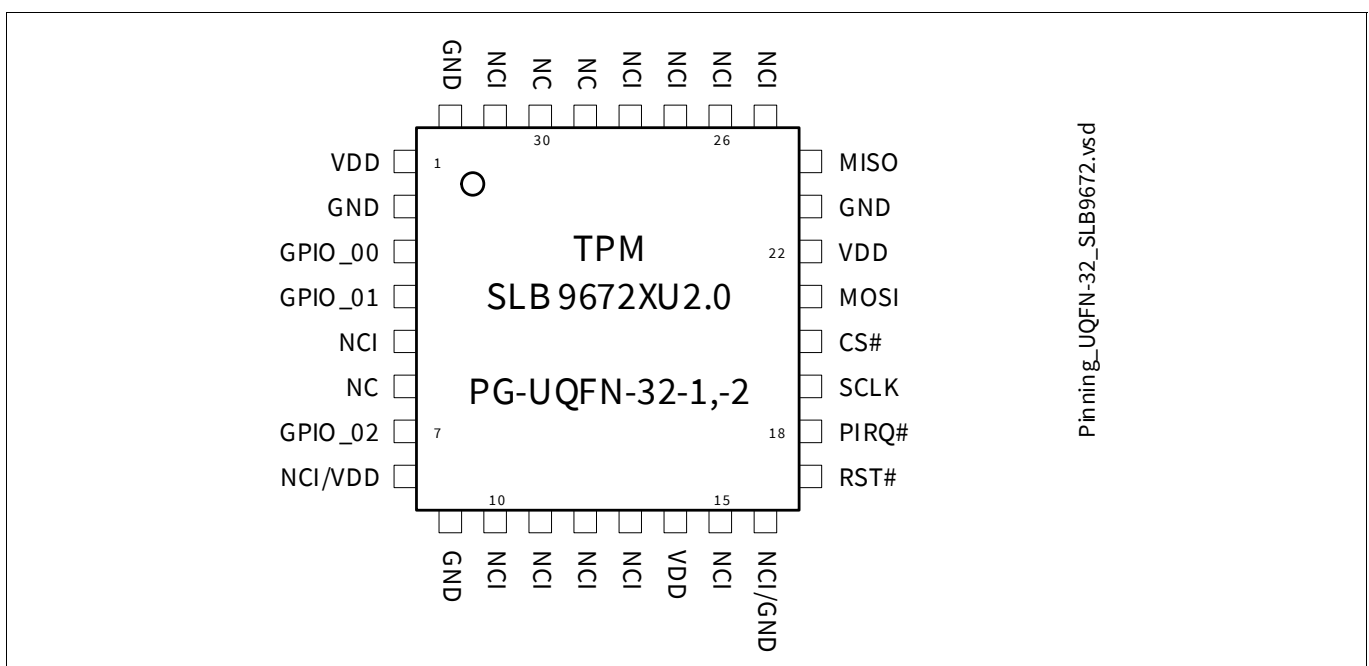 GND NCI NC NC NCI NCI NCI NCI
30 26
VDD 1 MISO
GND GND
GPIO_00 TPM 22 VDD
GPIO_01 SLB 9672XU2.0 MOSI
NCI CS#
NC PG-UQFN-32-1,-2 SCLK
GPIO_02 7 18 PIRQ#
NCI/VDD RST#
10 15
GND NCI NCI NCI NCI VDD NCI NCI/GND
Pinning_UQFN-32_SLB9672.vsd